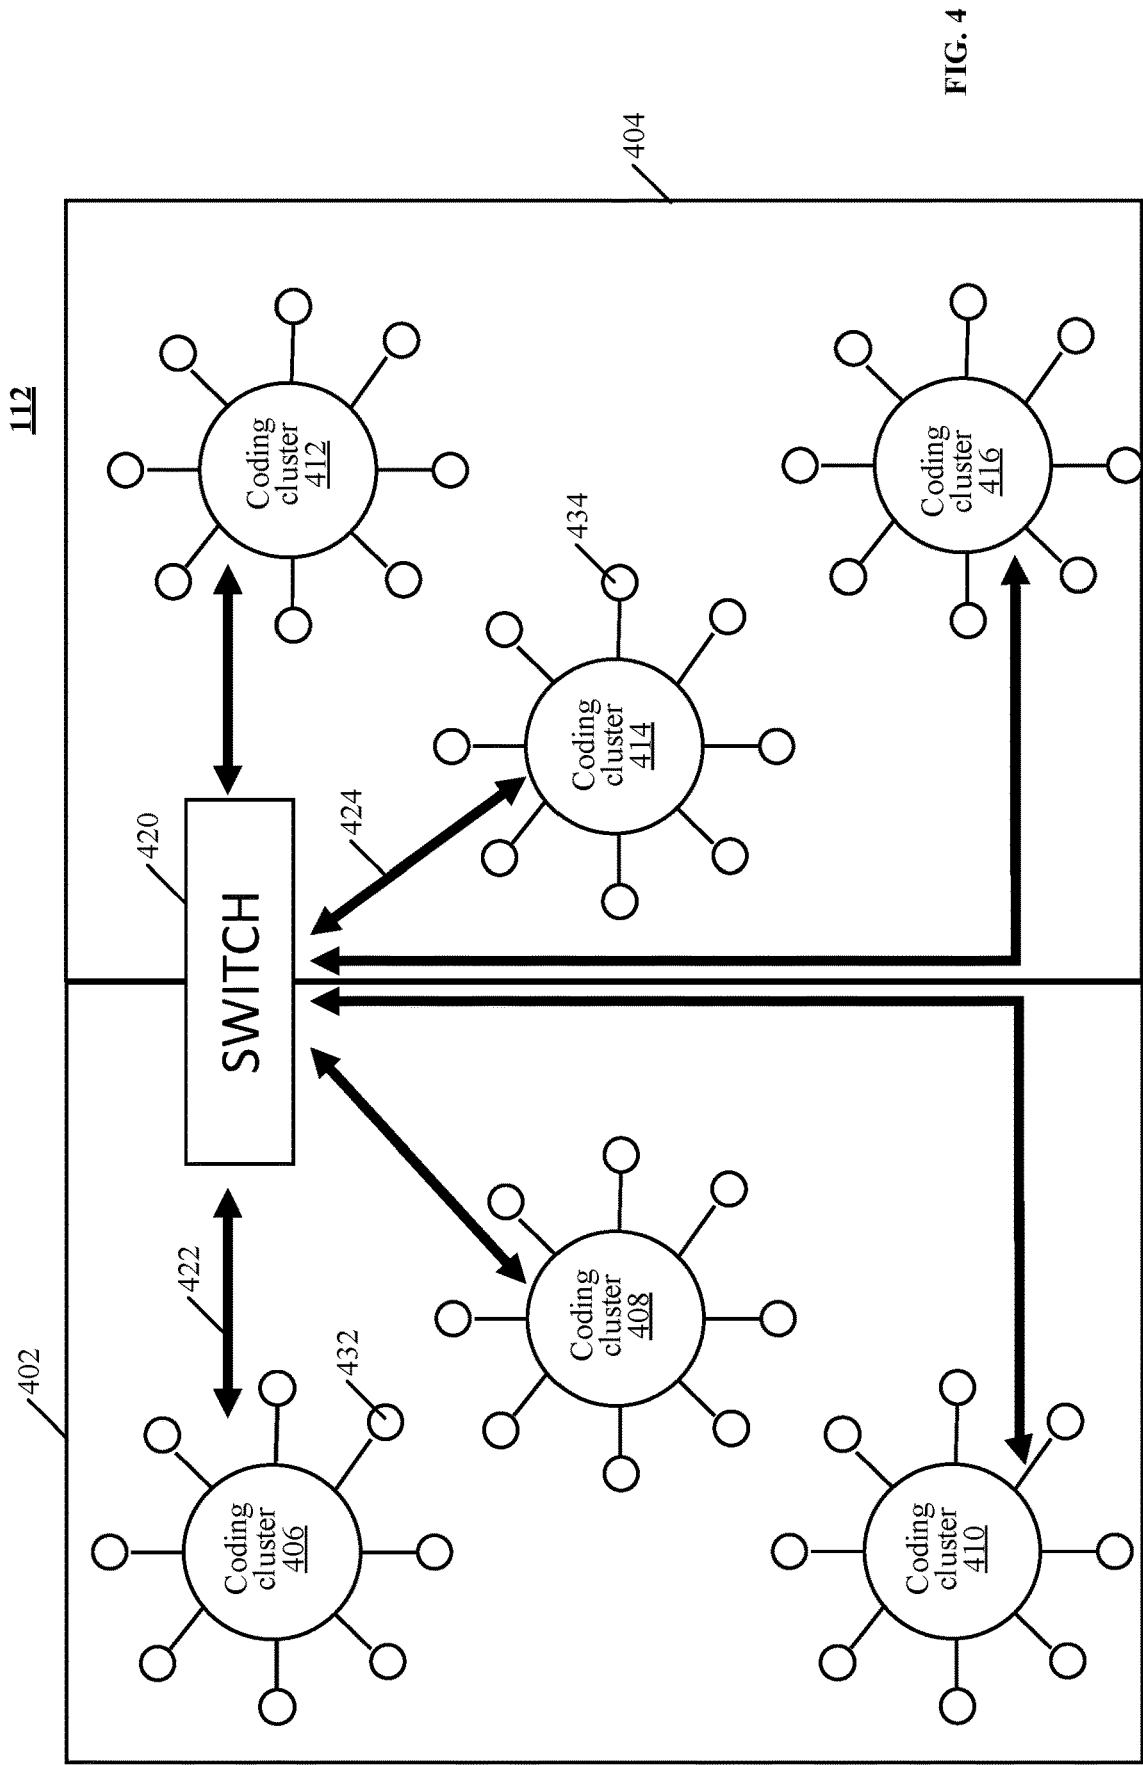 112
402
404
420
SWITCH
422
424
Coding
cluster
406
432
Coding
cluster
412
Coding
cluster
408
Coding
cluster
414
434
Coding
cluster
410
Coding
cluster
416
FIG. 4